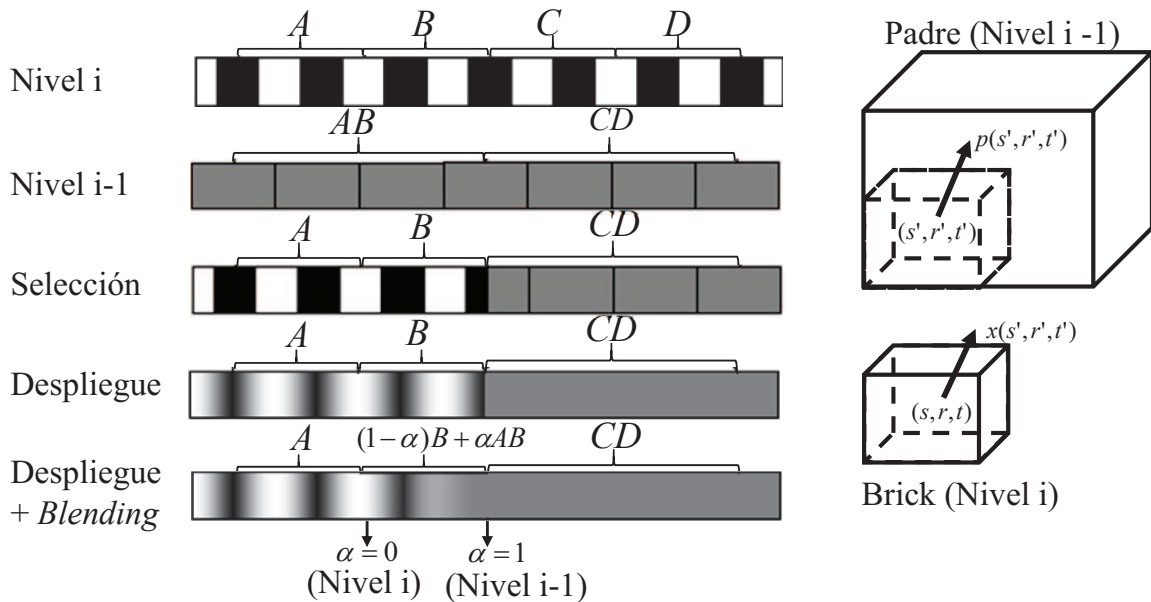 A B C D
Nivel i
AB CD
Nivel i-1
A B CD
Selección
A B CD
Despliegue
A (1−α)B + αAB CD
Despliegue
+ Blending
α = 0 α = 1
(Nivel i) (Nivel i-1)
Padre (Nivel i -1)
p(s',r',t')
(s',r',t')
x(s',r',t')
(s,r,t)
Brick (Nivel i)